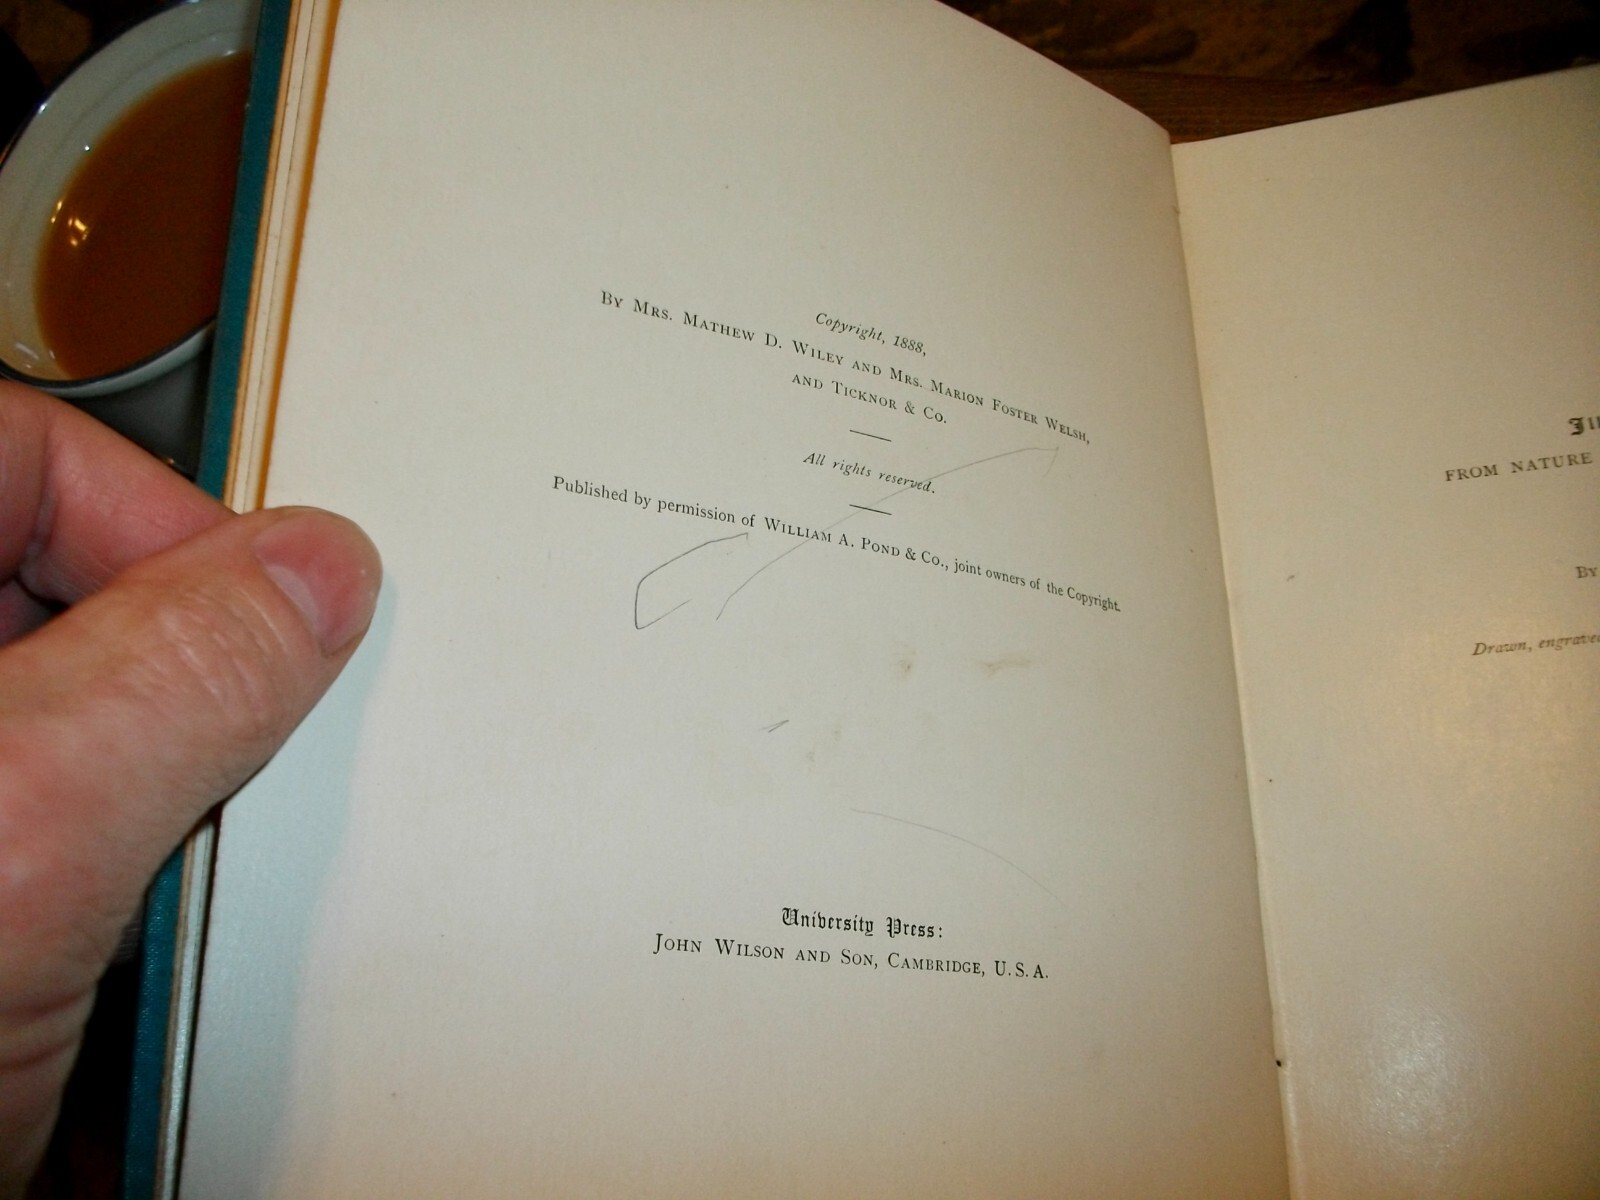 Copyright, 1888,
By Mrs. Mathew D. Wiley and Mrs. Marion Foster Welsh,
and Ticknor & Co.
All rights reserved.
Published by permission of William A. Pond & Co., joint owners of the Copyright.
University Press:
John Wilson and Son, Cambridge, U.S.A.
FROM NATURE
By
Drawn, engraved